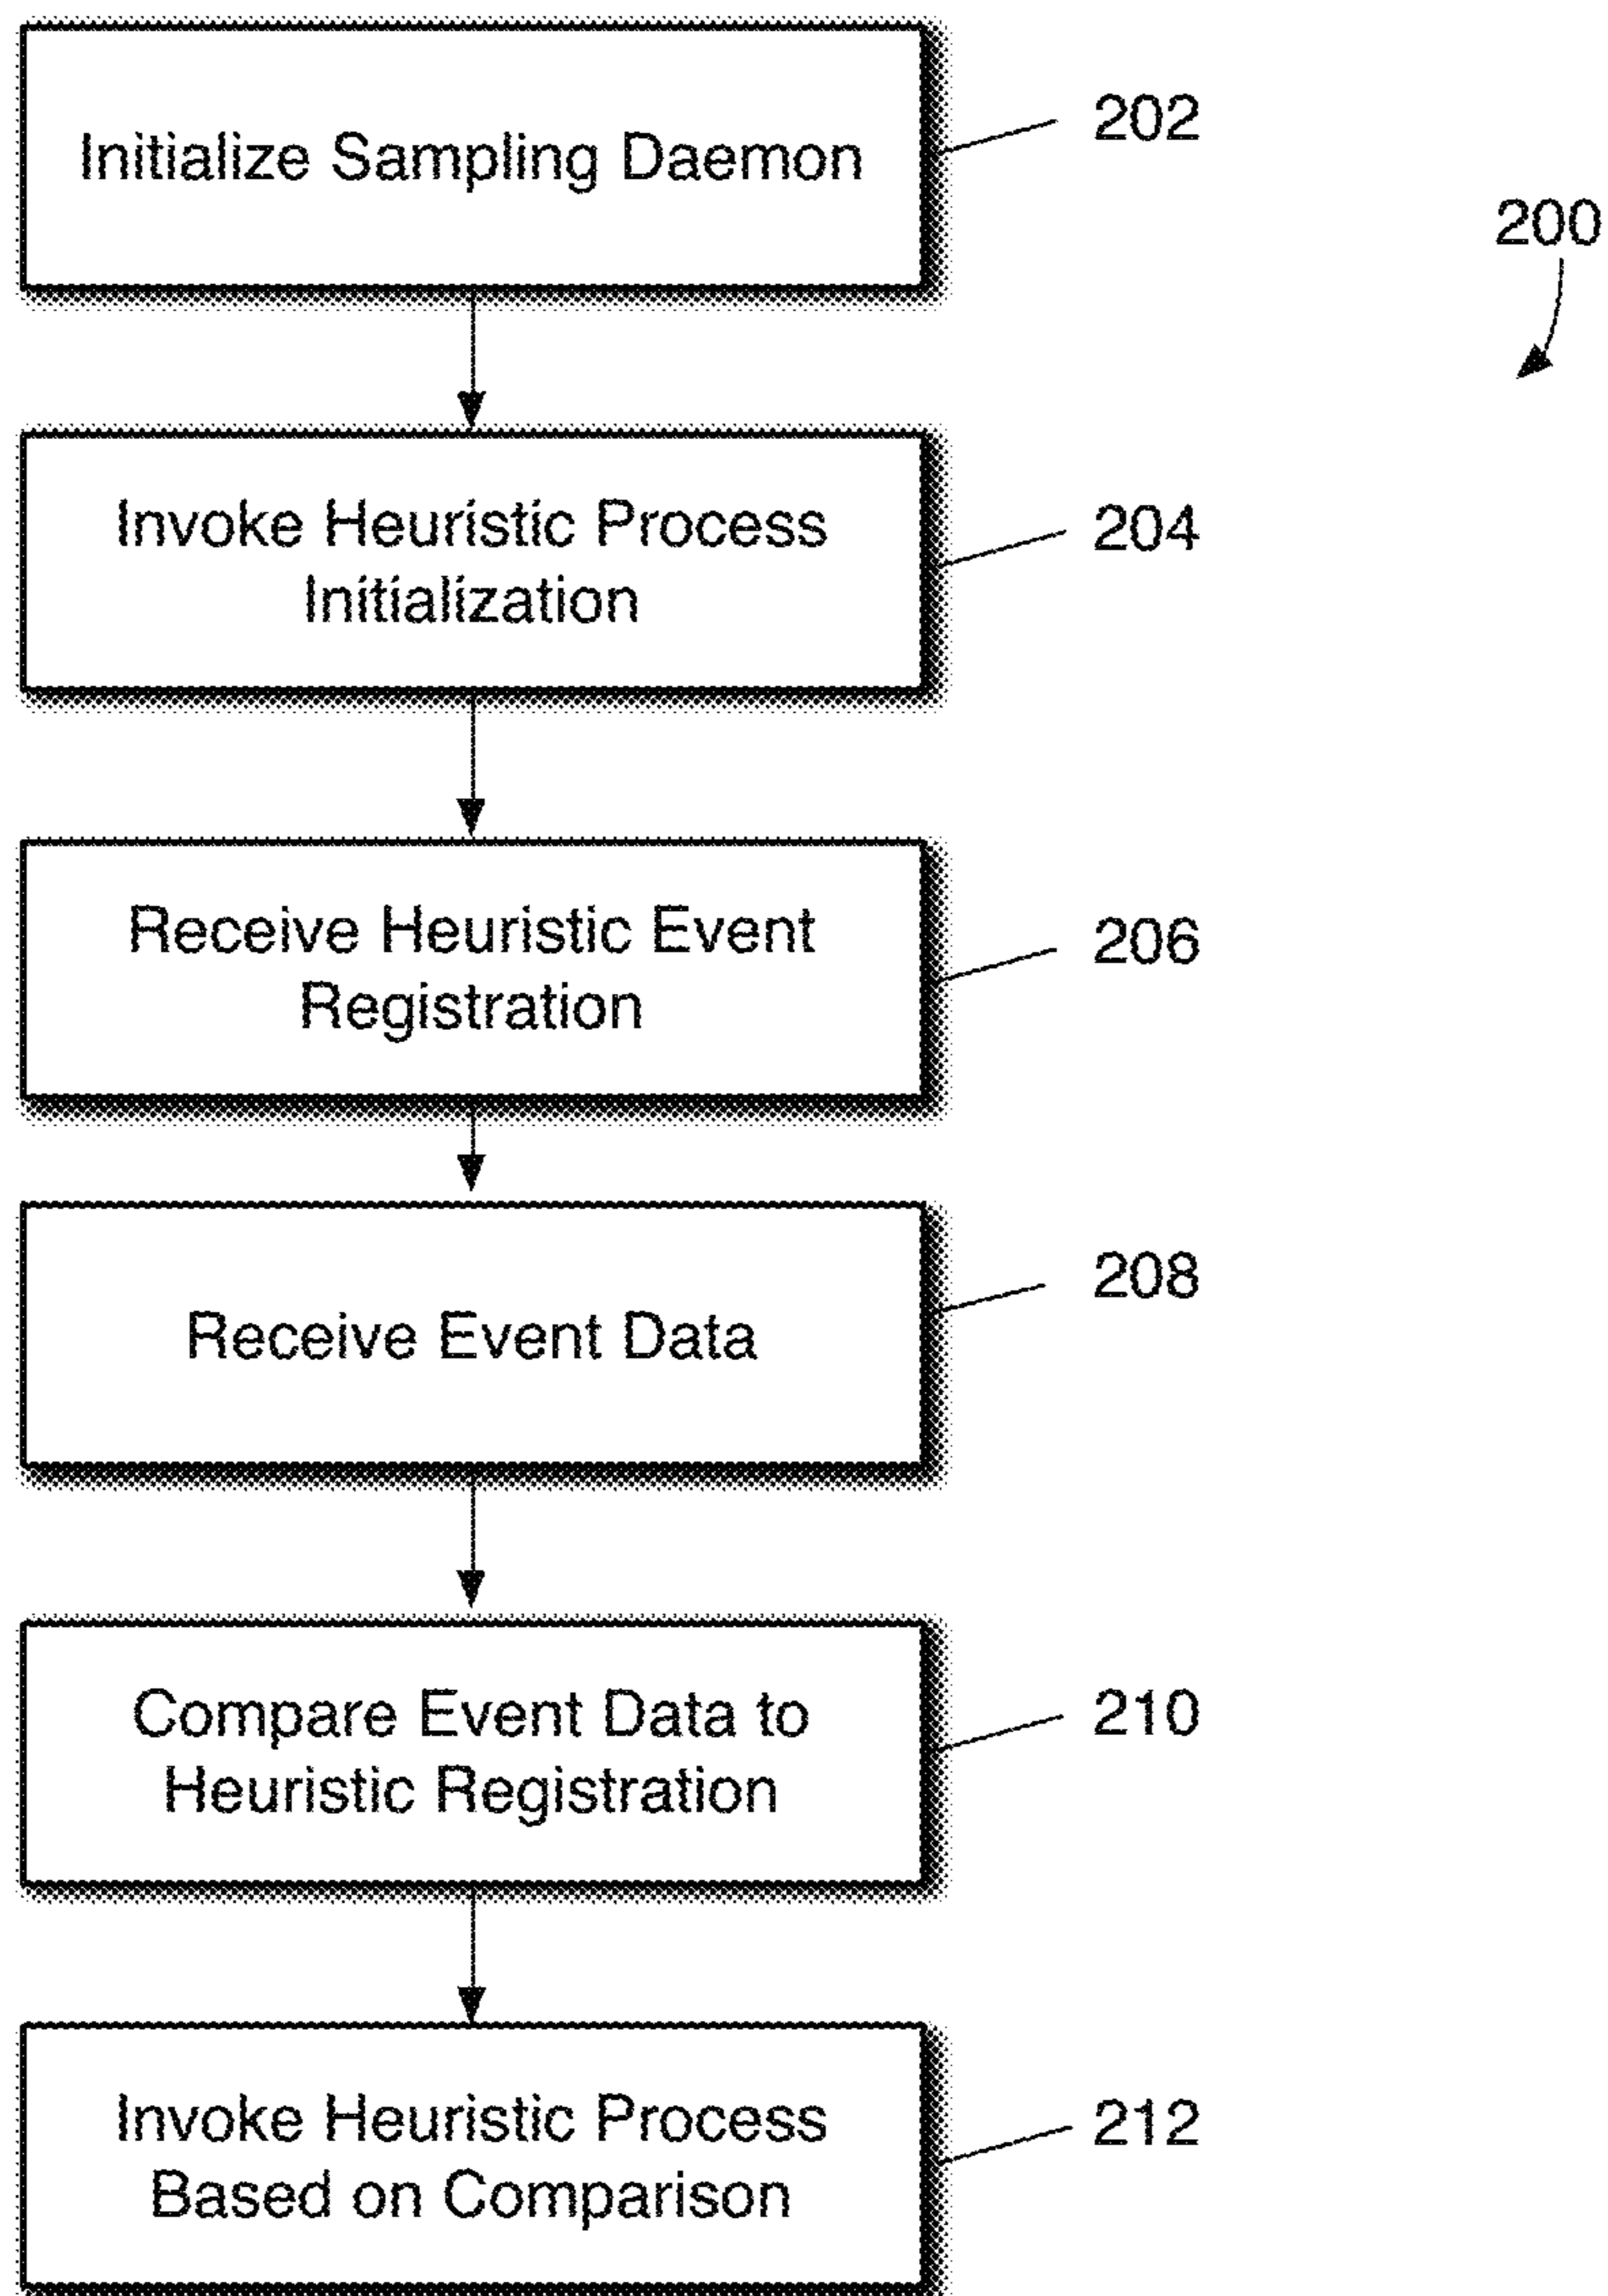 Initialize Sampling Daemon
202
200
Invoke Heuristic Process
Initialization
204
Receive Heuristic Event
Registration
206
Receive Event Data
208
Compare Event Data to
Heuristic Registration
210
Invoke Heuristic Process
Based on Comparison
212